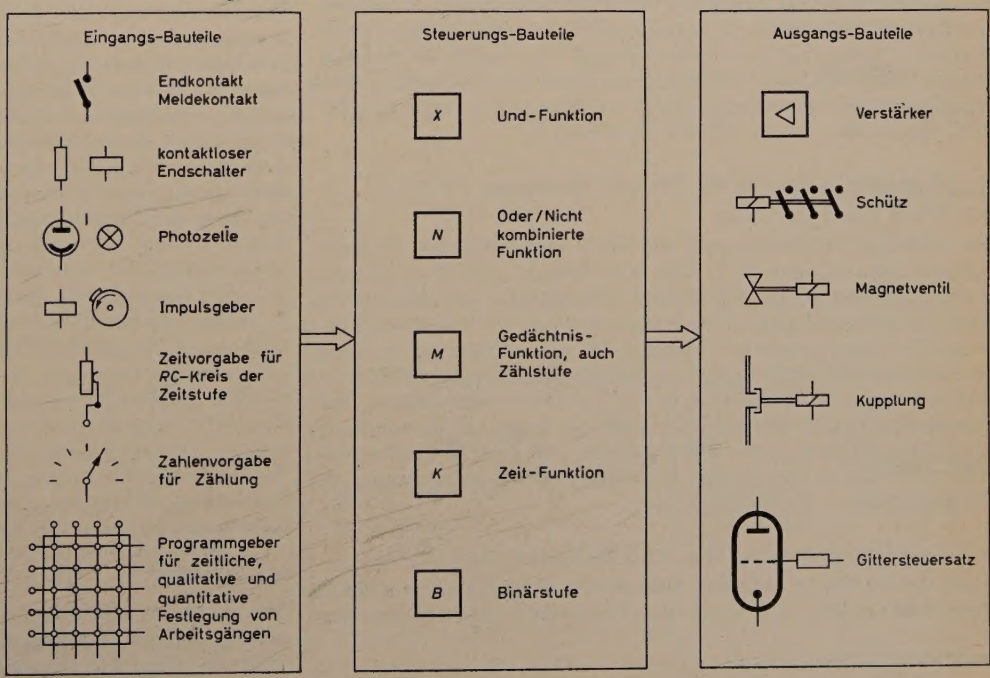 Eingangs-Bauteile
Endkontakt
Meldekontakt
kontaktloser
Endschalter
Photozelle
Impulsgeber
Zeitvorgabe für
RC-Kreis der
Zeitstufe
Zahlenvorgabe
für Zählung
Programmgeber
für zeitliche,
qualitative und
quantitative
Festlegung von
Arbeitsgängen
Steuerungs-Bauteile
X Und-Funktion
N Oder/Nicht
kombinierte
Funktion
M Gedächtnis-
Funktion, auch
Zählstufe
K Zeit-Funktion
B Binärstufe
Ausgangs-Bauteile
Verstärker
Schütz
Magnetventil
Kupplung
Gittersteuersatz